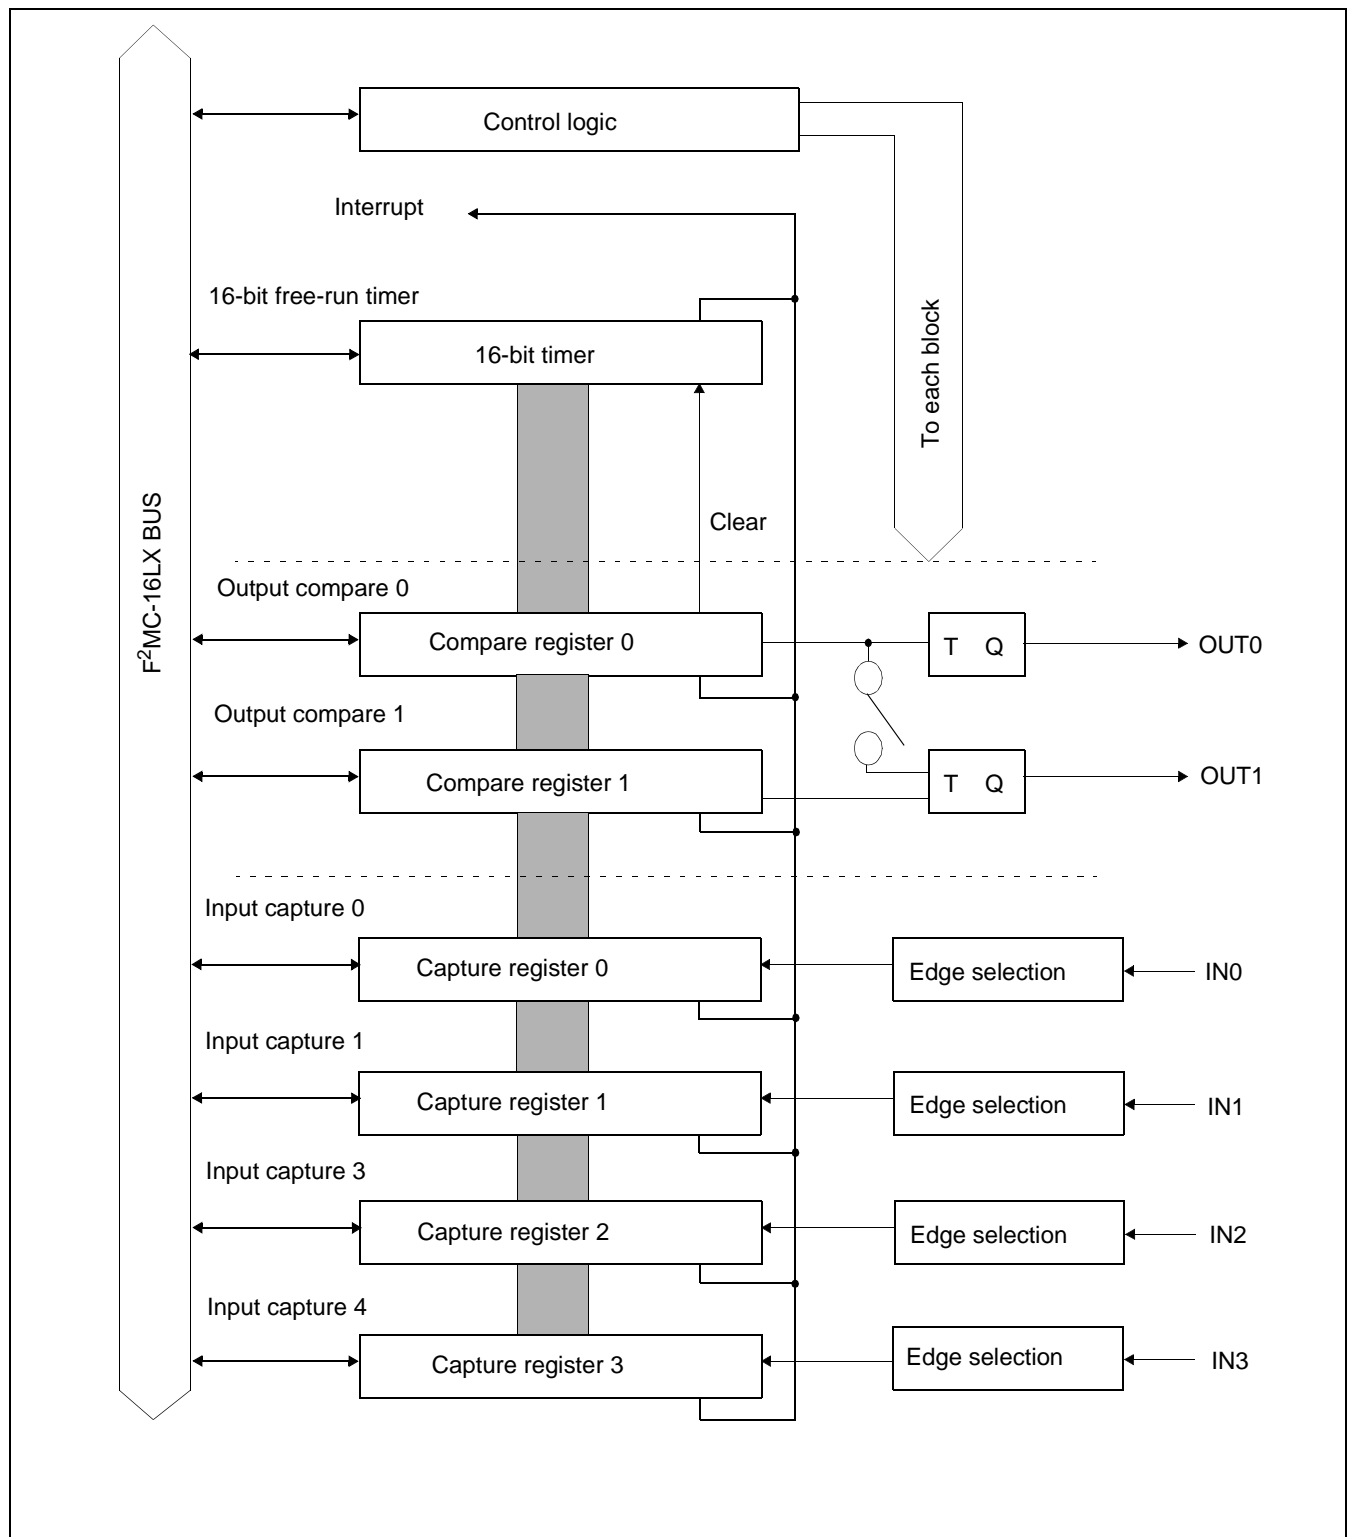 Control logic
Interrupt
16-bit free-run timer
16-bit timer
To each block
Clear
F²MC-16LX BUS
Output compare 0
Compare register 0
T Q
OUT0
Output compare 1
Compare register 1
T Q
OUT1
Input capture 0
Capture register 0
Edge selection
IN0
Input capture 1
Capture register 1
Edge selection
IN1
Input capture 3
Capture register 2
Edge selection
IN2
Input capture 4
Capture register 3
Edge selection
IN3